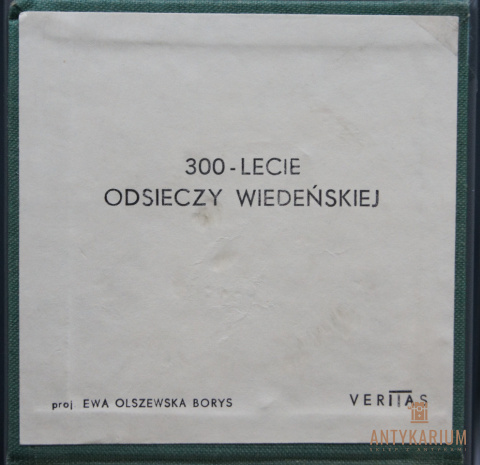 300-LECIE
ODSIECZY WIEDEŃSKIEJ
proj EWA OLSZEWSKA BORYS
VERITAS
ANTYKARIUM